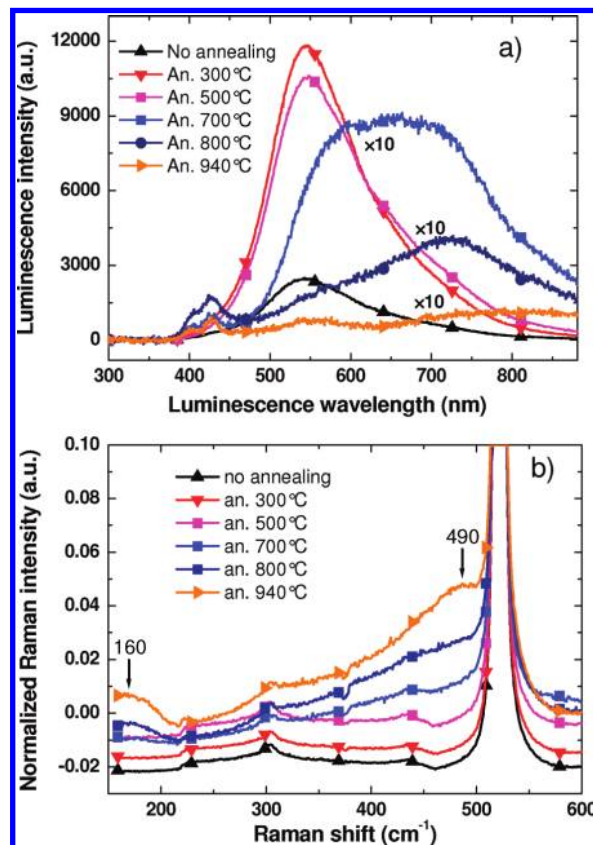 a)
No annealing
An. 300°C
An. 500°C
An. 700°C
An. 800°C
An. 940°C
×10
×10
×10
12000
9000
6000
3000
0
Luminescence intensity (a.u.)
300 400 500 600 700 800
Luminescence wavelength (nm)
b)
no annealing
an. 300°C
an. 500°C
an. 700°C
an. 800°C
an. 940°C
490
160
0.10
0.08
0.06
0.04
0.02
0.00
-0.02
Normalized Raman intensity (a.u.)
200 300 400 500 600
Raman shift (cm⁻¹)